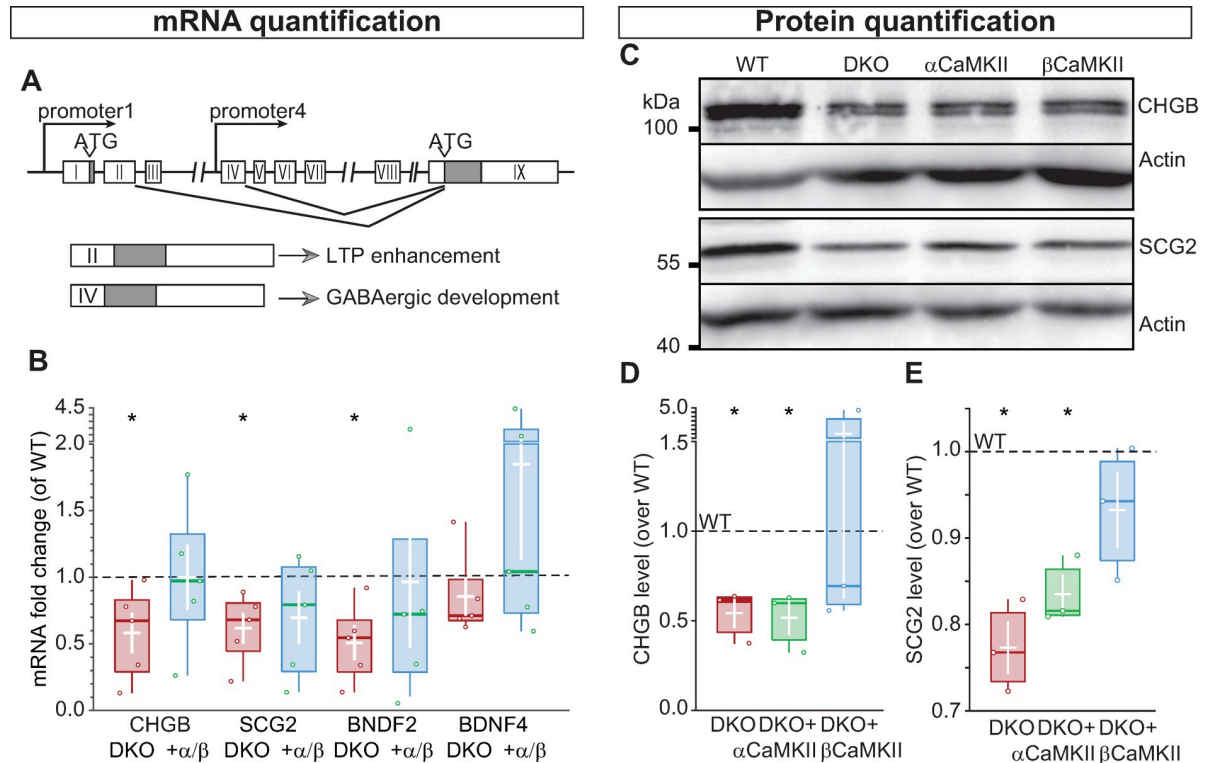 mRNA quantification
Protein quantification
A
promoter1
promoter4
ATG
ATG
I II III IV V VI VII VIII IX
II
LTP enhancement
IV
GABAergic development
B
mRNA fold change (of WT)
4.5
2.0
1.5
1.0
0.5
0.0
*
*
*
CHGB SCG2 BNDF2 BDNF4
DKO +α/β DKO +α/β DKO +α/β DKO +α/β
C
WT DKO αCaMKII βCaMKII
kDa
100
CHGB
Actin
55
SCG2
Actin
40
D
CHGB level (over WT)
5.0
1.5
1.0
0.5
0.0
*
*
WT
DKO DKO+ DKO+
αCaMKII βCaMKII
E
SCG2 level (over WT)
1.0
0.9
0.8
0.7
*
*
WT
DKO DKO+ DKO+
αCaMKII βCaMKII